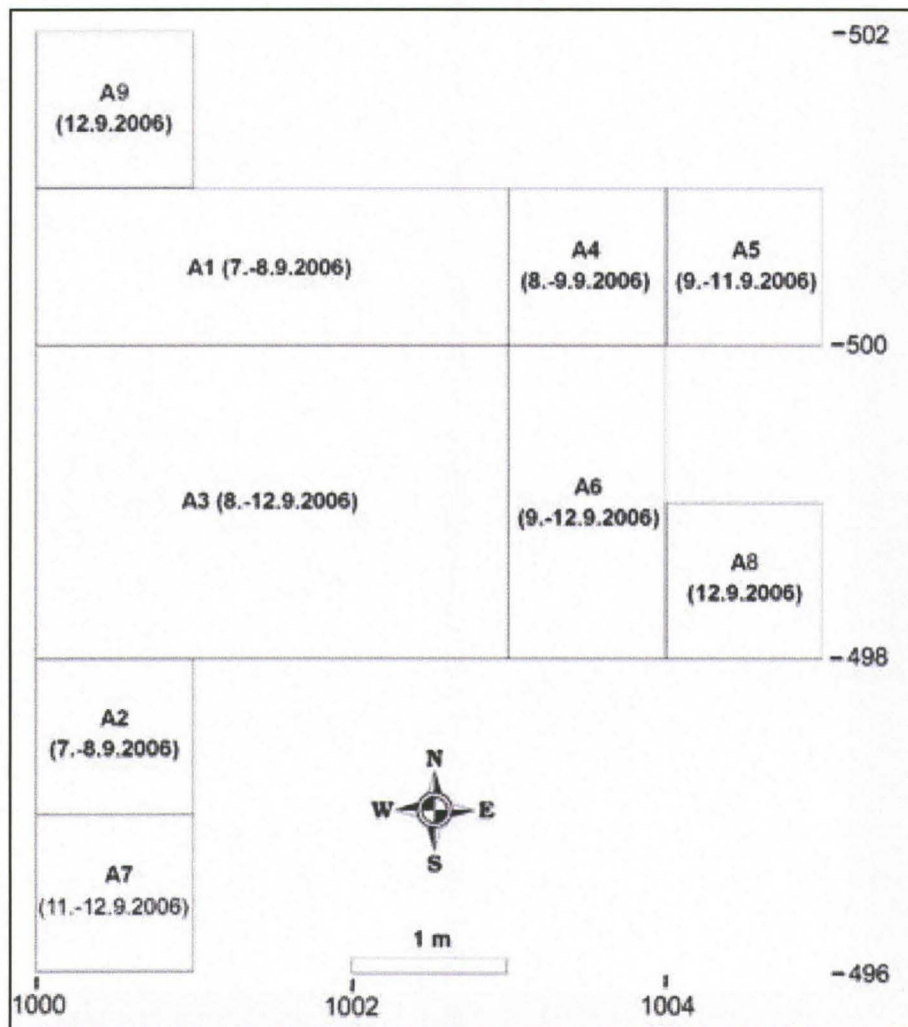 502
A9
(12.9.2006)
A1 (7.-8.9.2006)
A4
(8.-9.9.2006)
A5
(9.-11.9.2006)
500
A3 (8.-12.9.2006)
A6
(9.-12.9.2006)
A8
(12.9.2006)
498
A2
(7.-8.9.2006)
N
W E
S
A7
(11.-12.9.2006)
1 m
496
1000 1002 1004